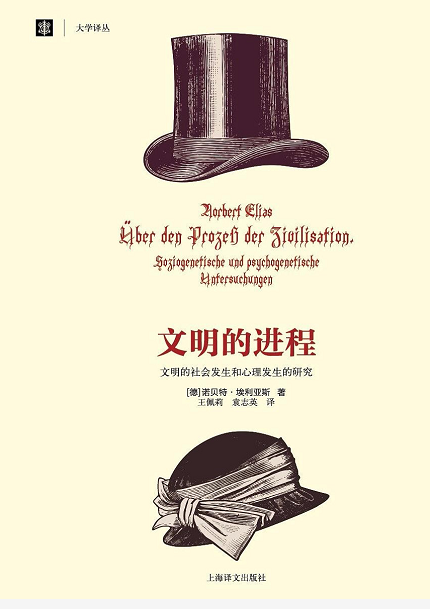 大学译丛
Norbert Elias
Über den Prozeß der Zivilisation.
Soziogenetische und psychogenetische
Untersuchungen
文明的进程
文明的社会发生和心理发生的研究
[德]诺贝特·埃利亚斯 著
王佩莉 袁志英 译
上海译文出版社